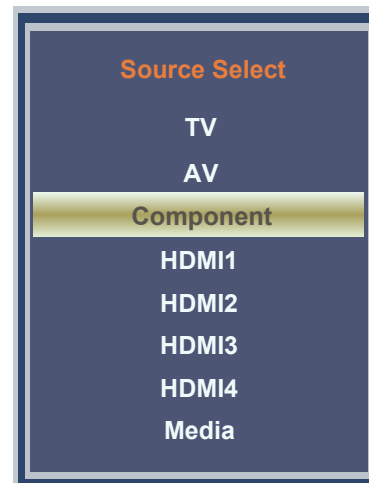 Source Select
TV
AV
Component
HDMI1
HDMI2
HDMI3
HDMI4
Media